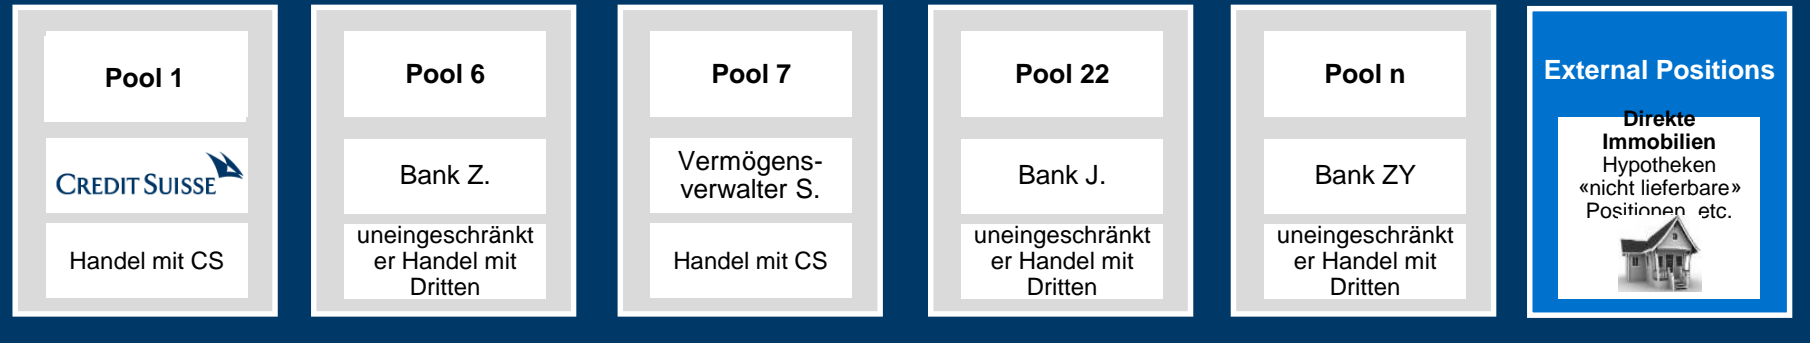 Pool 1
CREDIT SUISSE
Handel mit CS
Pool 6
Bank Z.
uneingeschränkt
er Handel mit
Dritten
Pool 7
Vermögens-
verwalter S.
Handel mit CS
Pool 22
Bank J.
uneingeschränkt
er Handel mit
Dritten
Pool n
Bank ZY
uneingeschränkt
er Handel mit
Dritten
External Positions
Direkte
Immobilien
Hypotheken
«nicht lieferbare»
Positionen, etc.